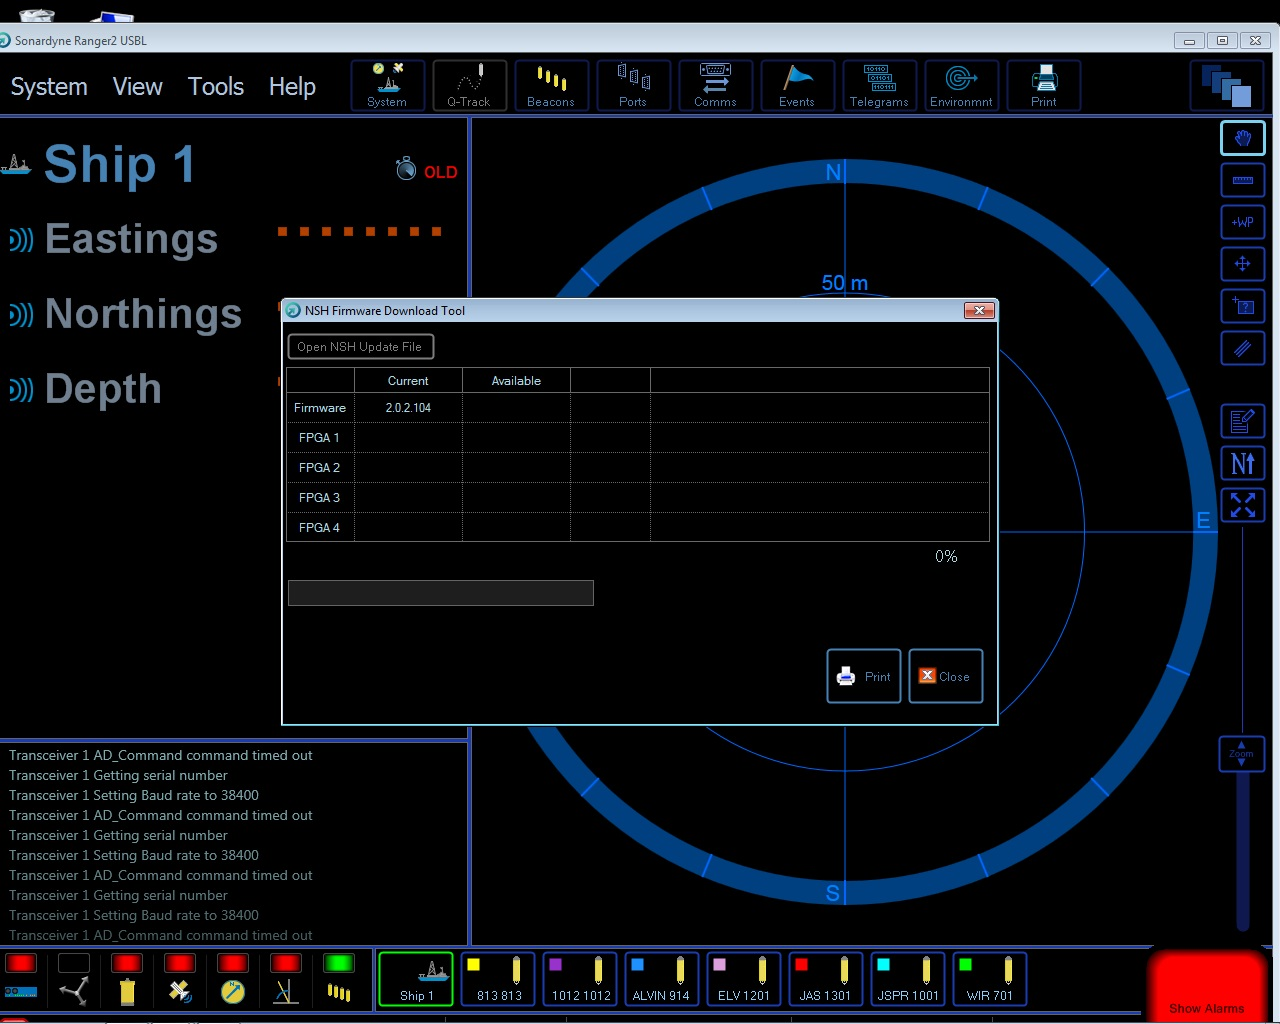 Sonardyne Ranger2 USBL
System View Tools Help
System Q-Track Beacons Ports Comms Events Telegrams Environmnt Print
Ship 1 OLD
Eastings
Northings
Depth
N
50 m
E
S
+WP
+?
N
Zoom
NSH Firmware Download Tool
Open NSH Update File
Current Available
Firmware 2.0.2.104
FPGA 1
FPGA 2
FPGA 3
FPGA 4
0%
Print Close
Transceiver 1 AD_Command command timed out
Transceiver 1 Getting serial number
Transceiver 1 Setting Baud rate to 38400
Transceiver 1 AD_Command command timed out
Transceiver 1 Getting serial number
Transceiver 1 Setting Baud rate to 38400
Transceiver 1 AD_Command command timed out
Transceiver 1 Getting serial number
Transceiver 1 Setting Baud rate to 38400
Transceiver 1 AD_Command command timed out
Ship 1 813 813 1012 1012 ALVIN 914 ELV 1201 JAS 1301 JSPR 1001 WIR 701
Show Alarms